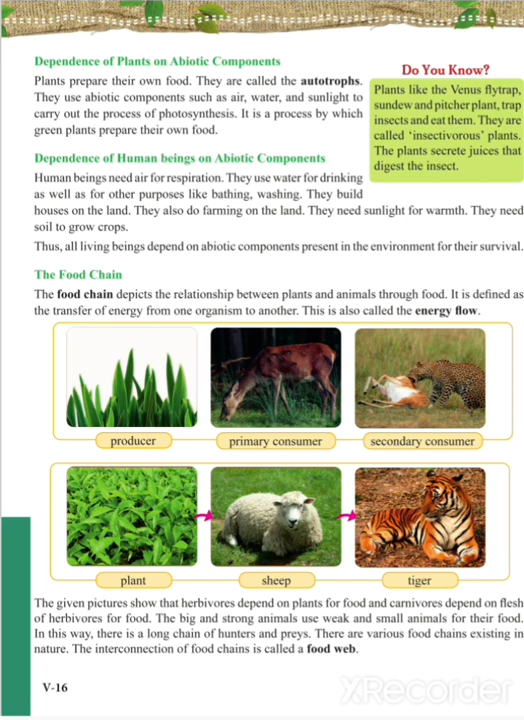 Dependence of Plants on Abiotic Components
Plants prepare their own food. They are called the autotrophs.
They use abiotic components such as air, water, and sunlight to
carry out the process of photosynthesis. It is a process by which
green plants prepare their own food.
Do You Know?
Plants like the Venus flytrap,
sundew and pitcher plant, trap
insects and eat them. They are
called ‘insectivorous’ plants.
The plants secrete juices that
digest the insect.
Dependence of Human beings on Abiotic Components
Human beings need air for respiration. They use water for drinking
as well as for other purposes like bathing, washing. They build
houses on the land. They also do farming on the land. They need sunlight for warmth. They need
soil to grow crops.
Thus, all living beings depend on abiotic components present in the environment for their survival.
The Food Chain
The food chain depicts the relationship between plants and animals through food. It is defined as
the transfer of energy from one organism to another. This is also called the energy flow.
producer
primary consumer
secondary consumer
plant
sheep
tiger
The given pictures show that herbivores depend on plants for food and carnivores depend on flesh
of herbivores for food. The big and strong animals use weak and small animals for their food.
In this way, there is a long chain of hunters and preys. There are various food chains existing in
nature. The interconnection of food chains is called a food web.
V-16
XRecorder